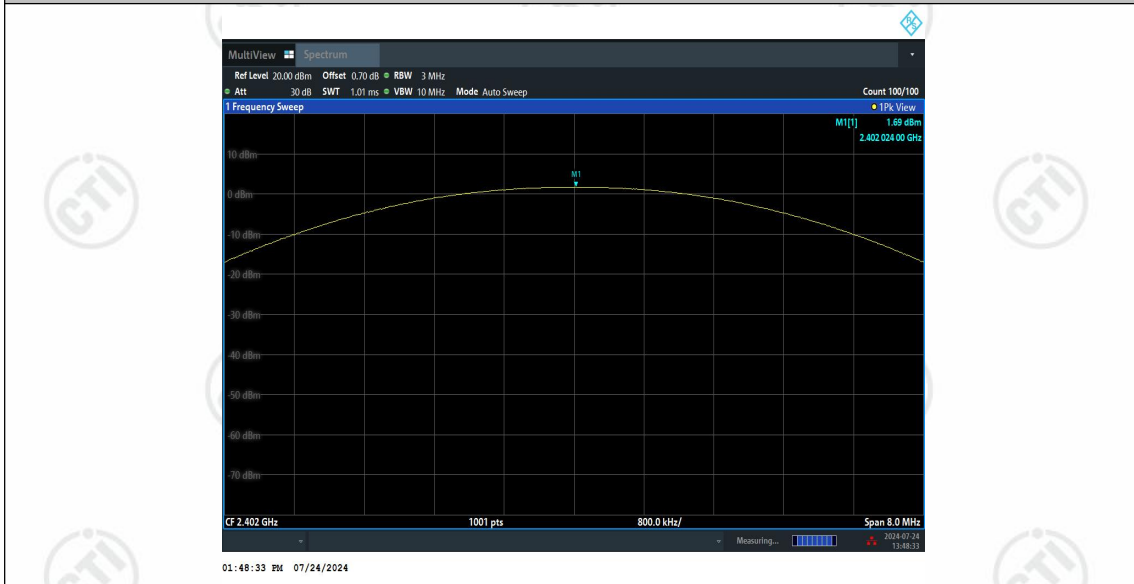 R S
MultiView Spectrum
Ref Level 20.00 dBm Offset 0.70 dB RBW 3 MHz
Att 30 dB SWT 1.01 ms VBW 10 MHz Mode Auto Sweep Count 100/100
1 Frequency Sweep 1Pk View
M1[1] 1.69 dBm
2.402 024 00 GHz
10 dBm
M1
0 dBm
-10 dBm
-20 dBm
-30 dBm
-40 dBm
-50 dBm
-60 dBm
-70 dBm
CF 2.402 GHz 1001 pts 800.0 kHz/ Span 8.0 MHz
Measuring... 2024-07-24
13:48:33
01:48:33 PM 07/24/2024
CTI
CTI
CTI
CTI